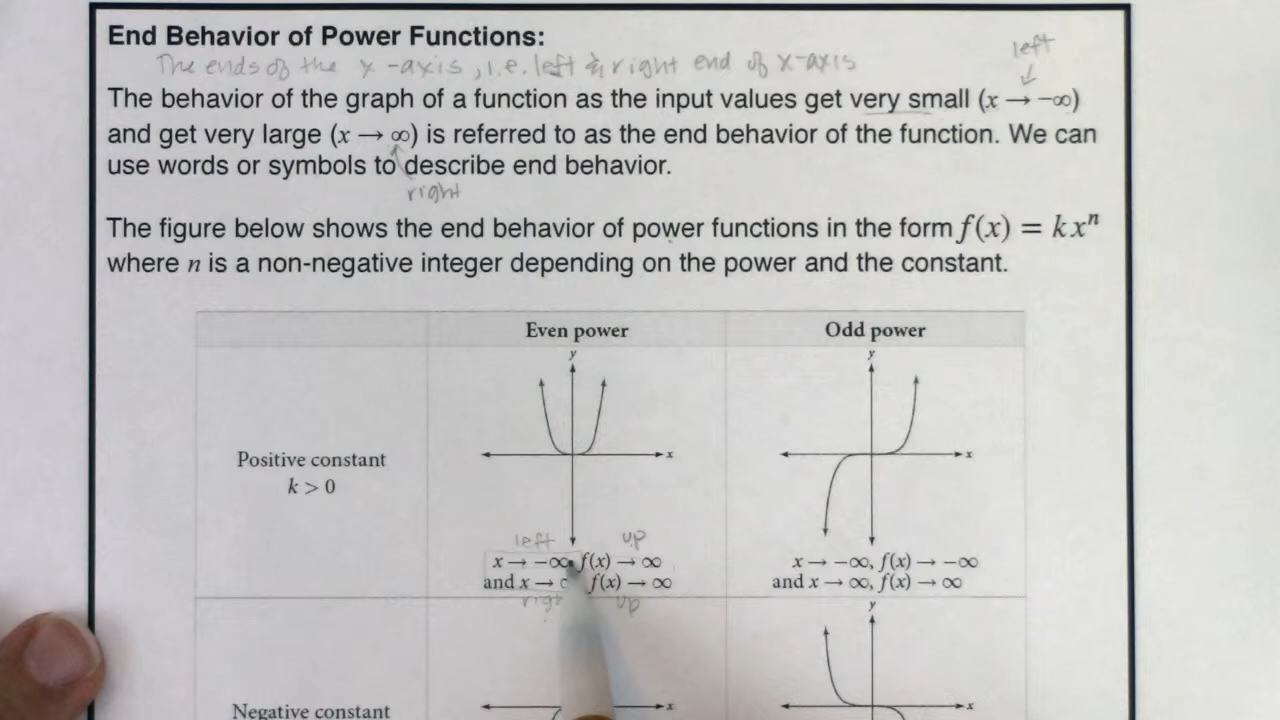 End Behavior of Power Functions:
left
The ends of the x-axis, i.e. left & right end of x-axis
The behavior of the graph of a function as the input values get very small (x → −∞)
and get very large (x → ∞) is referred to as the end behavior of the function. We can
use words or symbols to describe end behavior.
right
The figure below shows the end behavior of power functions in the form f(x) = kxⁿ
where n is a non-negative integer depending on the power and the constant.
Even power
Odd power
y
y
x
x
Positive constant
k > 0
left up
x → −∞, f(x) → ∞
and x → f(x) → ∞
up
x → −∞, f(x) → −∞
and x → ∞, f(x) → ∞
y
x
x
Negative constant